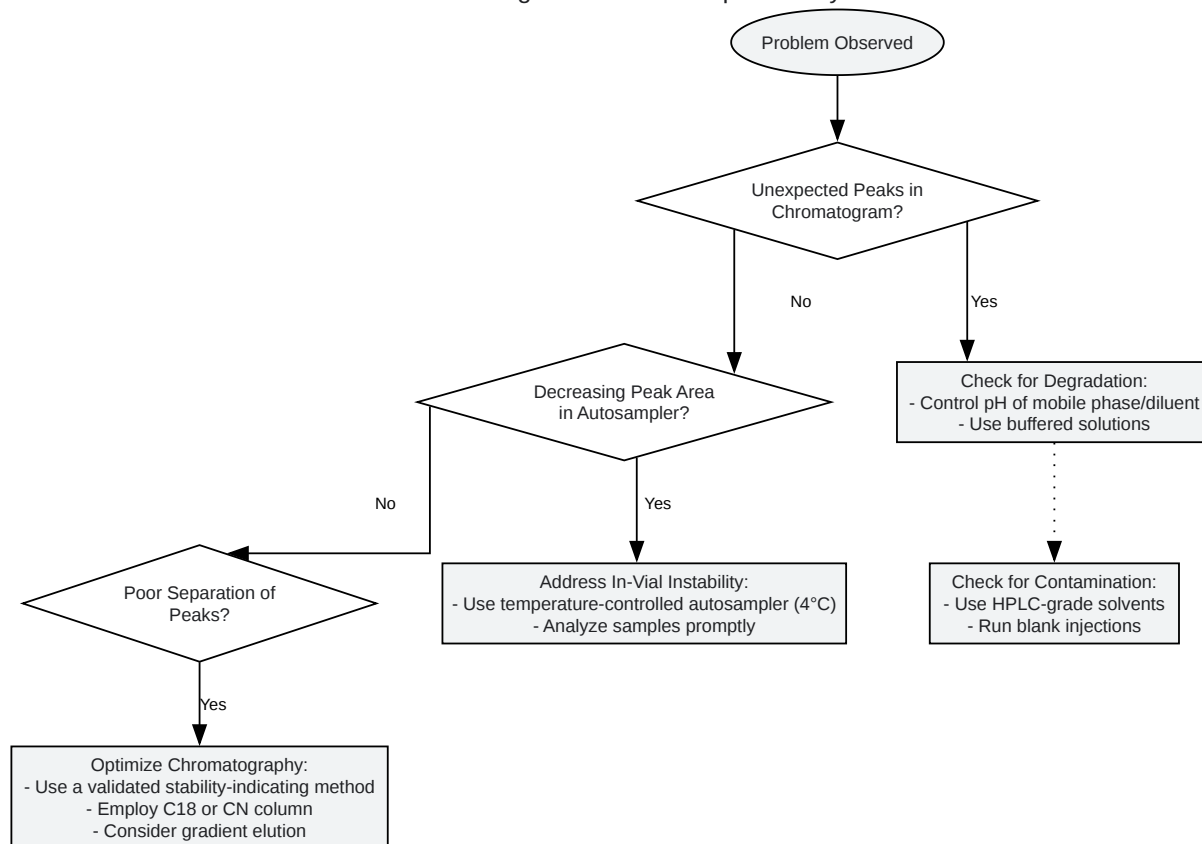 Problem Observed
Unexpected Peaks in
Chromatogram?
No
Yes
Decreasing Peak Area
in Autosampler?
Check for Degradation:
- Control pH of mobile phase/diluent
- Use buffered solutions
No
Yes
Poor Separation of
Peaks?
Address In-Vial Instability:
- Use temperature-controlled autosampler (4°C)
- Analyze samples promptly
Check for Contamination:
- Use HPLC-grade solvents
- Run blank injections
Yes
Optimize Chromatography:
- Use a validated stability-indicating method
- Employ C18 or CN column
- Consider gradient elution